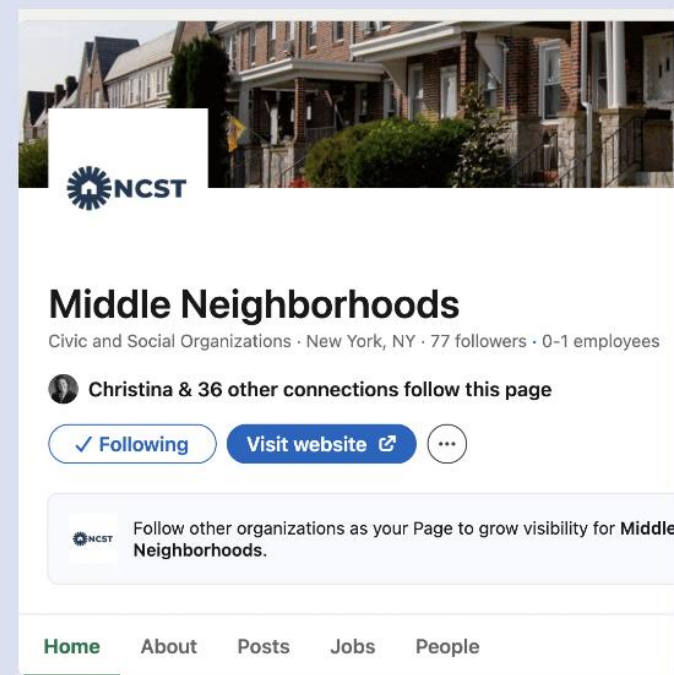 NCST
Middle Neighborhoods
Civic and Social Organizations · New York, NY · 77 followers · 0-1 employees
Christina & 36 other connections follow this page
Following
Visit website
NCST
Follow other organizations as your Page to grow visibility for Middle
Neighborhoods.
Home About Posts Jobs People